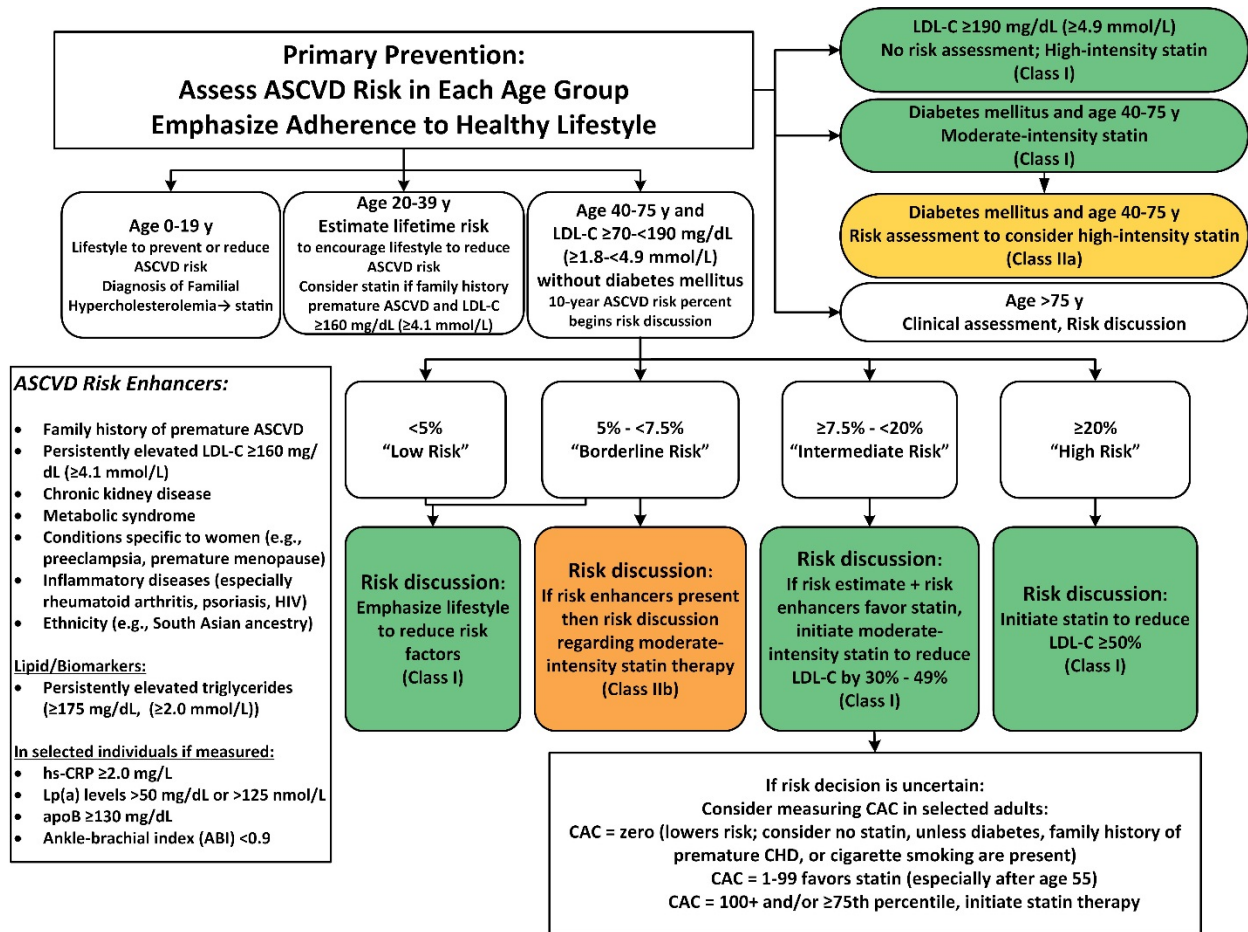 Primary Prevention:
Assess ASCVD Risk in Each Age Group
Emphasize Adherence to Healthy Lifestyle
LDL-C ≥190 mg/dL (≥4.9 mmol/L)
No risk assessment; High-intensity statin
(Class I)
Diabetes mellitus and age 40-75 y
Moderate-intensity statin
(Class I)
Diabetes mellitus and age 40-75 y
Risk assessment to consider high-intensity statin
(Class IIa)
Age >75 y
Clinical assessment, Risk discussion
Age 0-19 y
Lifestyle to prevent or reduce
ASCVD risk
Diagnosis of Familial
Hypercholesterolemia→ statin
Age 20-39 y
Estimate lifetime risk
to encourage lifestyle to reduce
ASCVD risk
Consider statin if family history
premature ASCVD and LDL-C
≥160 mg/dL (≥4.1 mmol/L)
Age 40-75 y and
LDL-C ≥70-<190 mg/dL
(≥1.8-<4.9 mmol/L)
without diabetes mellitus
10-year ASCVD risk percent
begins risk discussion
<5%
“Low Risk”
5% - <7.5%
“Borderline Risk”
≥7.5% - <20%
“Intermediate Risk”
≥20%
“High Risk”
Risk discussion:
Emphasize lifestyle
to reduce risk
factors
(Class I)
Risk discussion:
If risk enhancers present
then risk discussion
regarding moderate-
intensity statin therapy
(Class IIb)
Risk discussion:
If risk estimate + risk
enhancers favor statin,
initiate moderate-
intensity statin to reduce
LDL-C by 30% - 49%
(Class I)
Risk discussion:
Initiate statin to reduce
LDL-C ≥50%
(Class I)
If risk decision is uncertain:
Consider measuring CAC in selected adults:
CAC = zero (lowers risk; consider no statin, unless diabetes, family history of
premature CHD, or cigarette smoking are present)
CAC = 1-99 favors statin (especially after age 55)
CAC = 100+ and/or ≥75th percentile, initiate statin therapy
ASCVD Risk Enhancers:
• Family history of premature ASCVD
• Persistently elevated LDL-C ≥160 mg/
dL (≥4.1 mmol/L)
• Chronic kidney disease
• Metabolic syndrome
• Conditions specific to women (e.g.,
preeclampsia, premature menopause)
• Inflammatory diseases (especially
rheumatoid arthritis, psoriasis, HIV)
• Ethnicity (e.g., South Asian ancestry)
Lipid/Biomarkers:
• Persistently elevated triglycerides
(≥175 mg/dL, (≥2.0 mmol/L))
In selected individuals if measured:
• hs-CRP ≥2.0 mg/L
• Lp(a) levels >50 mg/dL or >125 nmol/L
• apoB ≥130 mg/dL
• Ankle-brachial index (ABI) <0.9